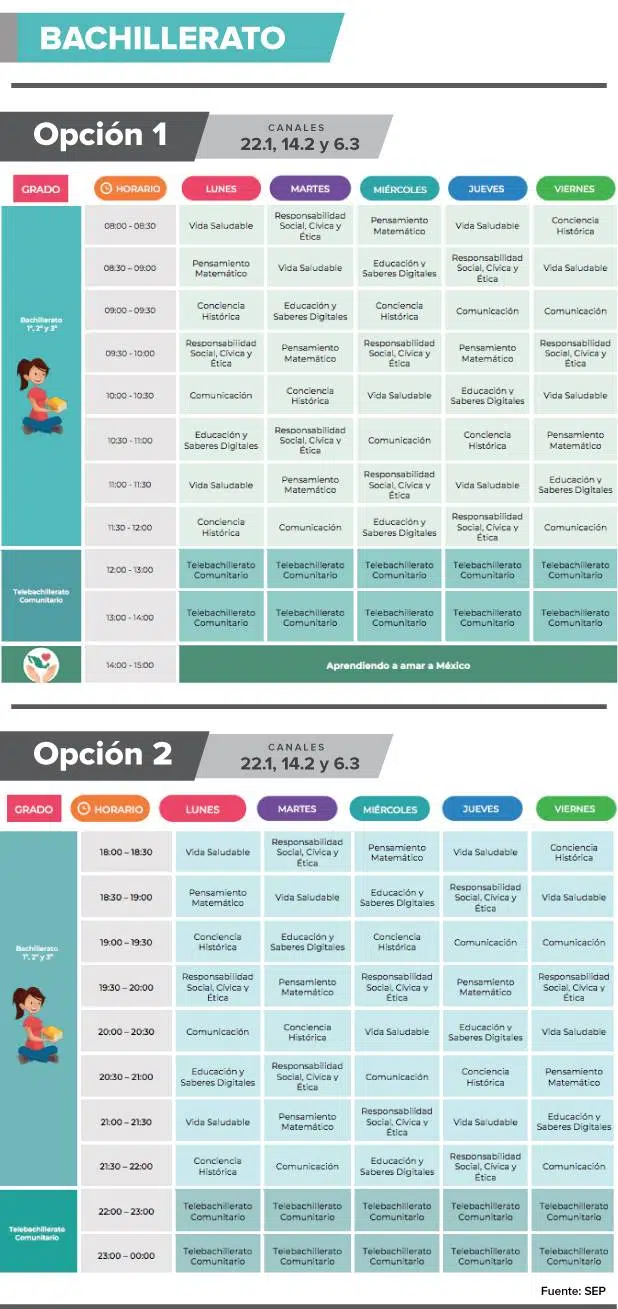 BACHILLERATO
Opción 1
CANALES
22.1, 14.2 y 6.3
GRADO HORARIO LUNES MARTES MIÉRCOLES JUEVES VIERNES
Bachillerato
1°, 2° y 3°
08:00 - 08:30 Vida Saludable Responsabilidad Social, Cívica y Ética Pensamiento Matemático Vida Saludable Conciencia Histórica
08:30 - 09:00 Pensamiento Matemático Vida Saludable Educación y Saberes Digitales Responsabilidad Social, Cívica y Ética Vida Saludable
09:00 - 09:30 Conciencia Histórica Educación y Saberes Digitales Conciencia Histórica Comunicación Comunicación
09:30 - 10:00 Responsabilidad Social, Cívica y Ética Pensamiento Matemático Responsabilidad Social, Cívica y Ética Pensamiento Matemático Responsabilidad Social, Cívica y Ética
10:00 - 10:30 Comunicación Conciencia Histórica Vida Saludable Educación y Saberes Digitales Vida Saludable
10:30 - 11:00 Educación y Saberes Digitales Responsabilidad Social, Cívica y Ética Comunicación Conciencia Histórica Pensamiento Matemático
11:00 - 11:30 Vida Saludable Pensamiento Matemático Responsabilidad Social, Cívica y Ética Vida Saludable Educación y Saberes Digitales
11:30 - 12:00 Conciencia Histórica Comunicación Educación y Saberes Digitales Responsabilidad Social, Cívica y Ética Comunicación
Telebachillerato
Comunitario
12:00 - 13:00 Telebachillerato Comunitario Telebachillerato Comunitario Telebachillerato Comunitario Telebachillerato Comunitario Telebachillerato Comunitario
13:00 - 14:00 Telebachillerato Comunitario Telebachillerato Comunitario Telebachillerato Comunitario Telebachillerato Comunitario Telebachillerato Comunitario
14:00 - 15:00 Aprendiendo a amar a México
Opción 2
CANALES
22.1, 14.2 y 6.3
GRADO HORARIO LUNES MARTES MIÉRCOLES JUEVES VIERNES
Bachillerato
1°, 2° y 3°
18:00 – 18:30 Vida Saludable Responsabilidad Social, Cívica y Ética Pensamiento Matemático Vida Saludable Conciencia Histórica
18:30 – 19:00 Pensamiento Matemático Vida Saludable Educación y Saberes Digitales Responsabilidad Social, Cívica y Ética Vida Saludable
19:00 – 19:30 Conciencia Histórica Educación y Saberes Digitales Conciencia Histórica Comunicación Comunicación
19:30 – 20:00 Responsabilidad Social, Cívica y Ética Pensamiento Matemático Responsabilidad Social, Cívica y Ética Pensamiento Matemático Responsabilidad Social, Cívica y Ética
20:00 – 20:30 Comunicación Conciencia Histórica Vida Saludable Educación y Saberes Digitales Vida Saludable
20:30 – 21:00 Educación y Saberes Digitales Responsabilidad Social, Cívica y Ética Comunicación Conciencia Histórica Pensamiento Matemático
21:00 – 21:30 Vida Saludable Pensamiento Matemático Responsabilidad Social, Cívica y Ética Vida Saludable Educación y Saberes Digitales
21:30 – 22:00 Conciencia Histórica Comunicación Educación y Saberes Digitales Responsabilidad Social, Cívica y Ética Comunicación
Telebachillerato
Comunitario
22:00 – 23:00 Telebachillerato Comunitario Telebachillerato Comunitario Telebachillerato Comunitario Telebachillerato Comunitario Telebachillerato Comunitario
23:00 – 00:00 Telebachillerato Comunitario Telebachillerato Comunitario Telebachillerato Comunitario Telebachillerato Comunitario Telebachillerato Comunitario
Fuente: SEP